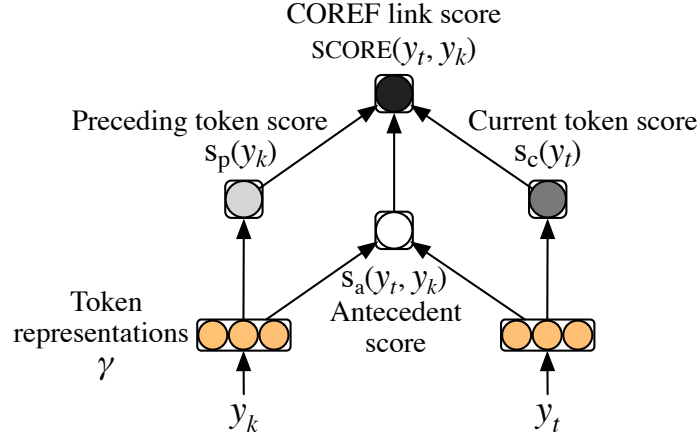 COREF link score
SCORE(y_t, y_k)
Preceding token score
s_p(y_k)
Current token score
s_c(y_t)
s_a(y_t, y_k)
Antecedent
score
Token
representations
γ
y_k
y_t